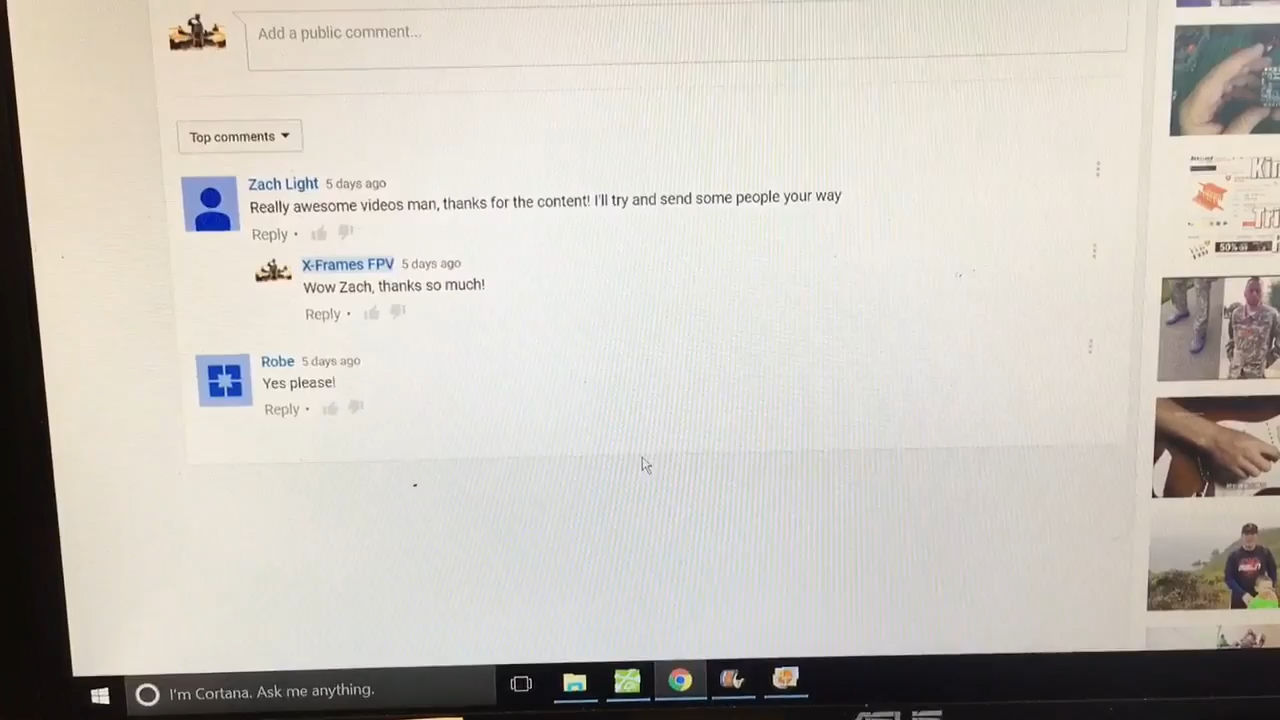 Add a public comment...
Top comments
Zach Light 5 days ago
Really awesome videos man, thanks for the content! I'll try and send some people your way
Reply •
X-Frames FPV 5 days ago
Wow Zach, thanks so much!
Reply •
Robe 5 days ago
Yes please!
Reply •
50%
I'm Cortana. Ask me anything.
ASUS